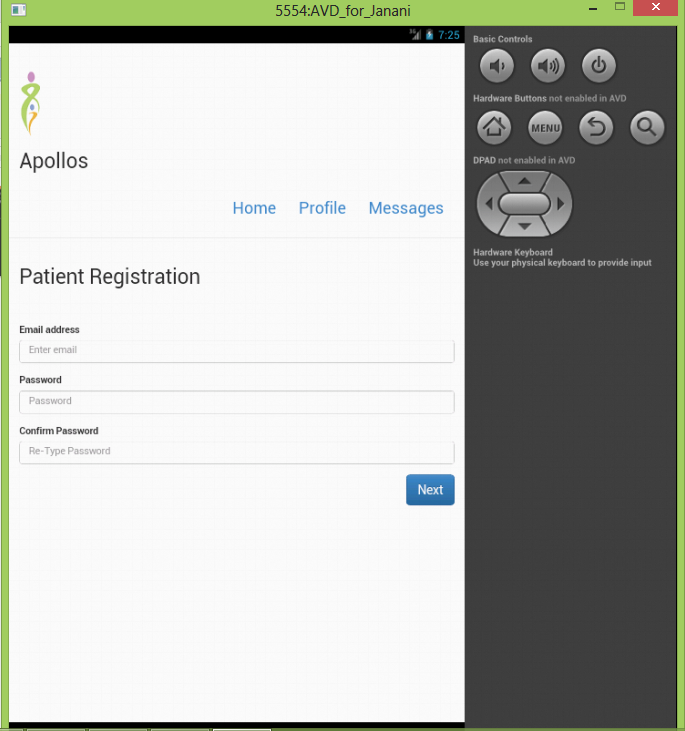 5554:AVD_for_Janani
7:25
Apollos
Home Profile Messages
Patient Registration
Email address
Enter email
Password
Password
Confirm Password
Re-Type Password
Next
Basic Controls
Hardware Buttons not enabled in AVD
MENU
DPAD not enabled in AVD
Hardware Keyboard
Use your physical keyboard to provide input